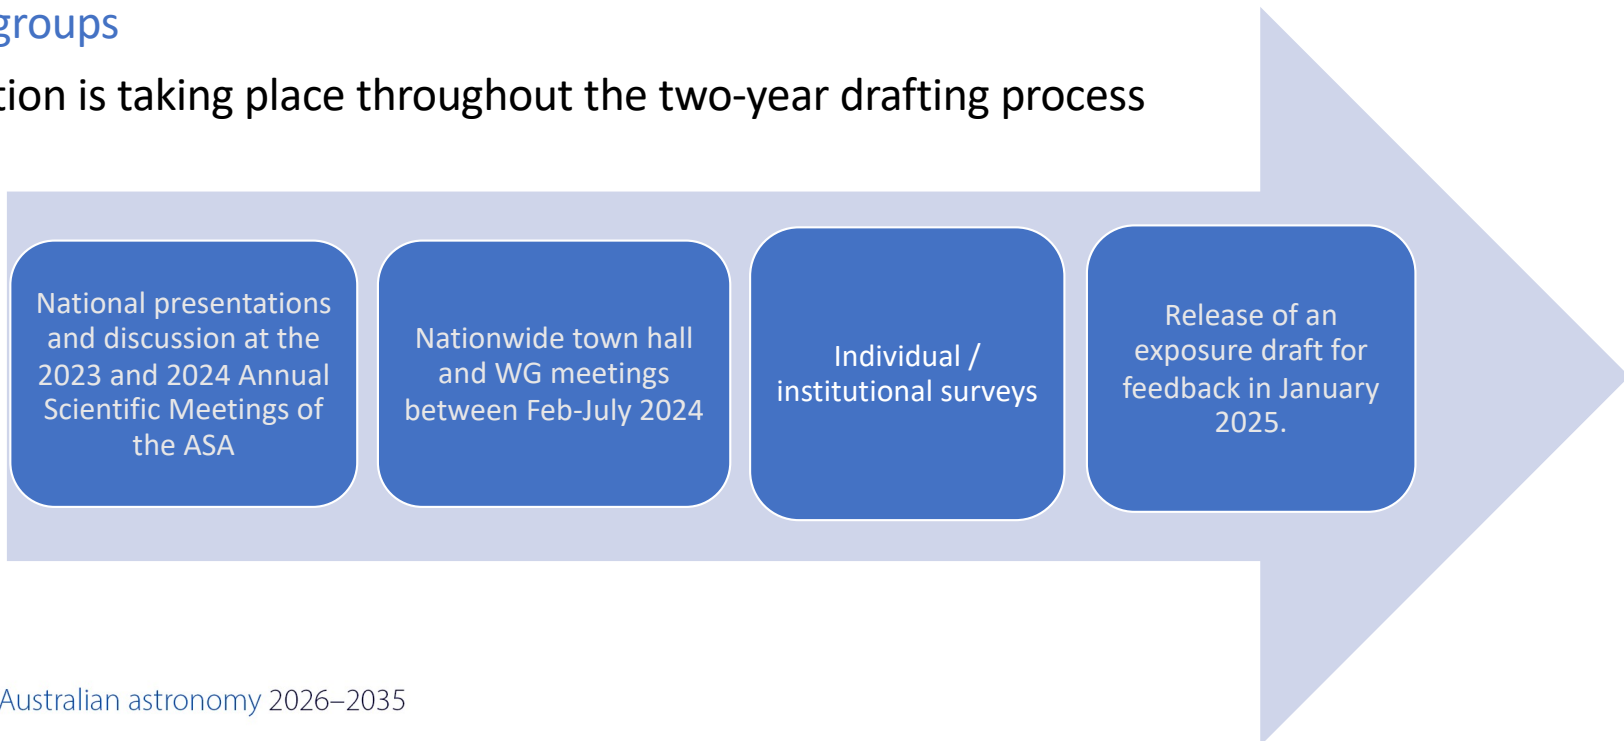 groups
tion is taking place throughout the two-year drafting process
National presentations
and discussion at the
2023 and 2024 Annual
Scientific Meetings of
the ASA
Nationwide town hall
and WG meetings
between Feb-July 2024
Individual /
institutional surveys
Release of an
exposure draft for
feedback in January
2025.
Australian astronomy 2026–2035